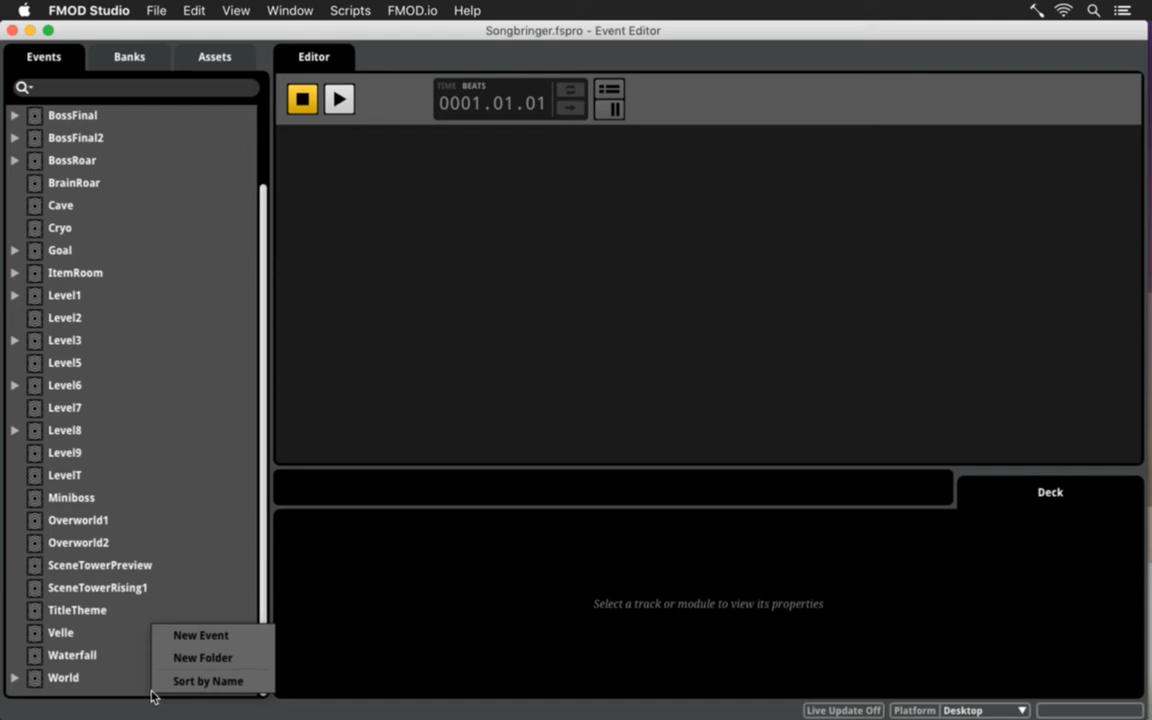 FMOD Studio File Edit View Window Scripts FMOD.io Help
Songbringer.fspro - Event Editor
Events Banks Assets Editor
TIME BEATS
0001.01.01
BossFinal
BossFinal2
BossRoar
BrainRoar
Cave
Cryo
Goal
ItemRoom
Level1
Level2
Level3
Level5
Level6
Level7
Level8
Level9
LevelT
Miniboss
Overworld1
Overworld2
SceneTowerPreview
SceneTowerRising1
TitleTheme
Velle
Waterfall
World
New Event
New Folder
Sort by Name
Deck
Select a track or module to view its properties
Live Update Off Platform Desktop